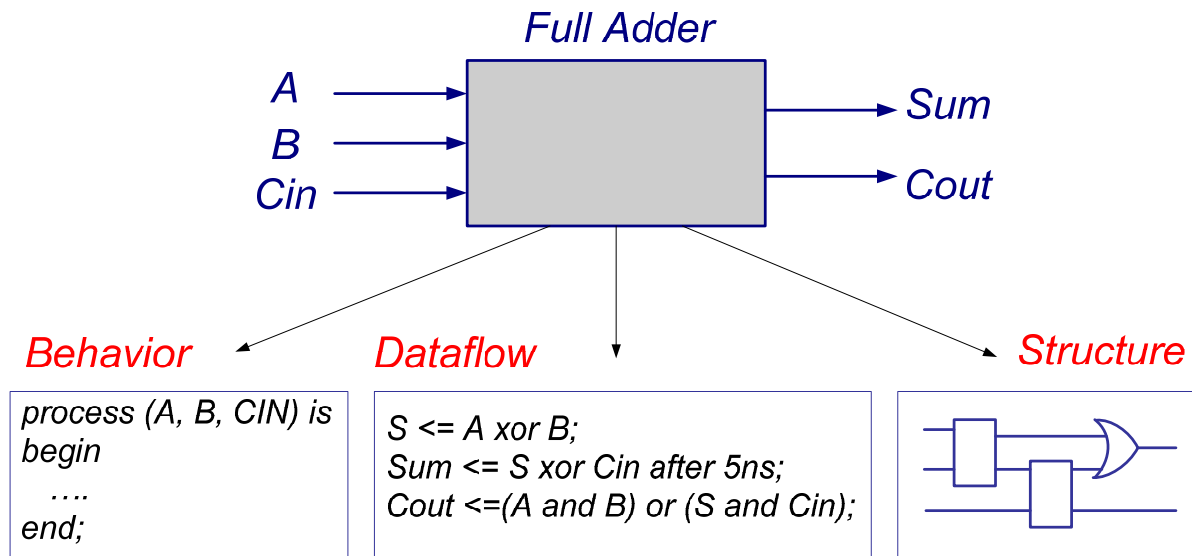 Full Adder
A
B
Cin
Sum
Cout
Behavior
process (A, B, CIN) is
begin
….
end;
Dataflow
S <= A xor B;
Sum <= S xor Cin after 5ns;
Cout <=(A and B) or (S and Cin);
Structure